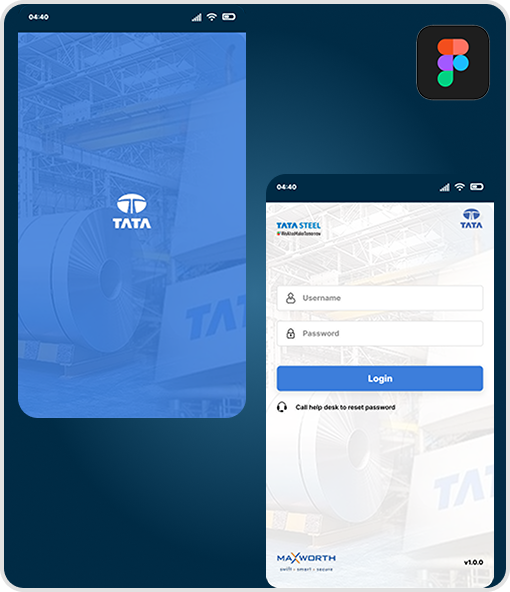 04:40
TATA
TATA
04:40
TATA STEEL
#WeAlsoMakeTomorrow
TATA
Username
Password
Login
Call help desk to reset password
TATA
MAXWORTH
swift - smart - secure
v1.0.0